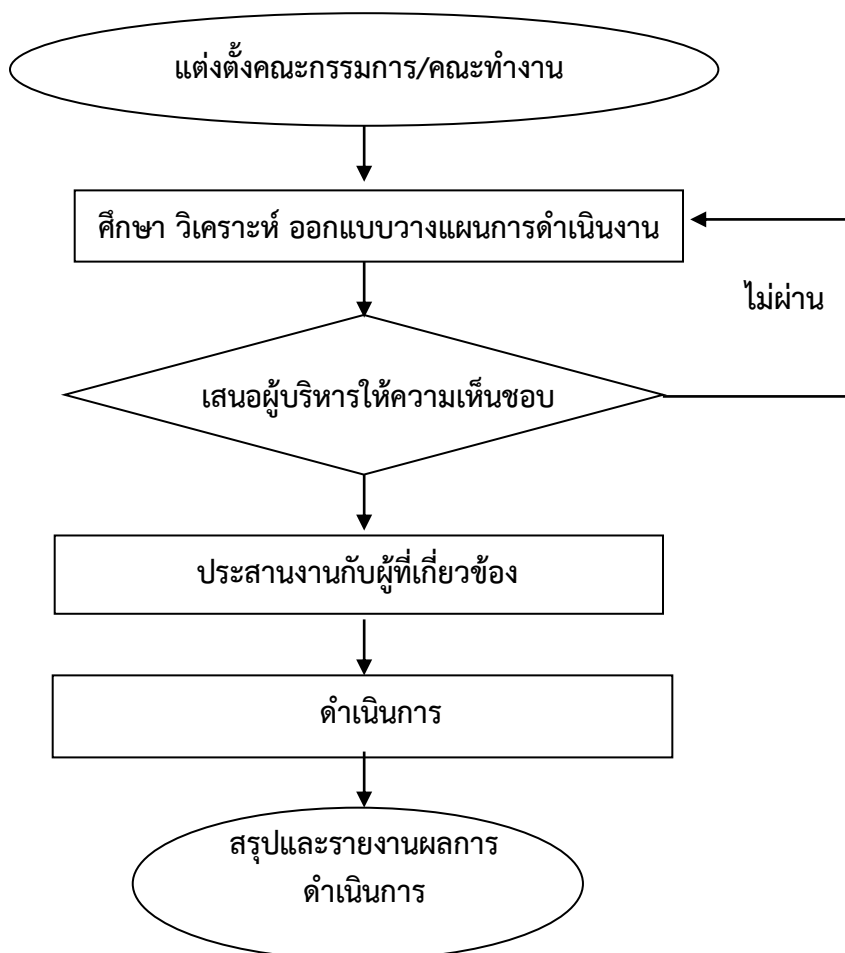 แต่งตั้งคณะกรรมการ/คณะทำงาน
ศึกษา วิเคราะห์ ออกแบบวางแผนการดำเนินงาน
ไม่ผ่าน
เสนอผู้บริหารให้ความเห็นชอบ
ประสานงานกับผู้ที่เกี่ยวข้อง
ดำเนินการ
สรุปและรายงานผลการ
ดำเนินการ